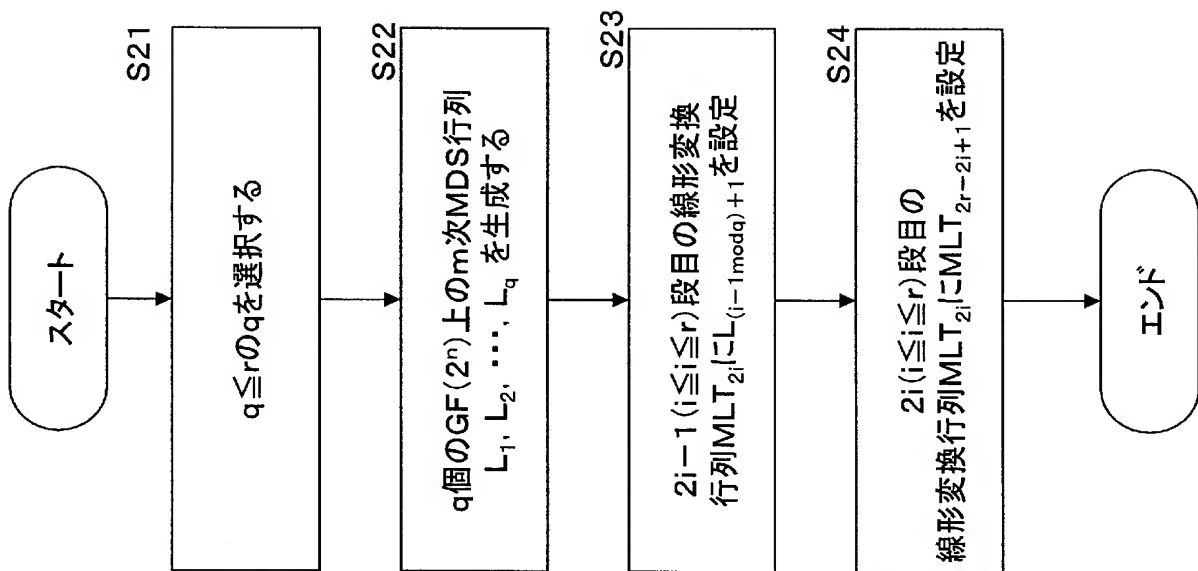 スタート
S21
q≦rのqを選択する
S22
q個のGF(2ⁿ)上のm次MDS行列
L₁, L₂, ・・・, L_q を生成する
S23
2i−1(i≦i≦r)段目の線形変換
行列MLT₂ᵢにL₍ᵢ₋₁modq₎+1を設定
S24
2i(i≦i≦r)段目の
線形変換行列MLT₂ᵢにMLT₂ᵣ₋₂ᵢ₊₁を設定
エンド